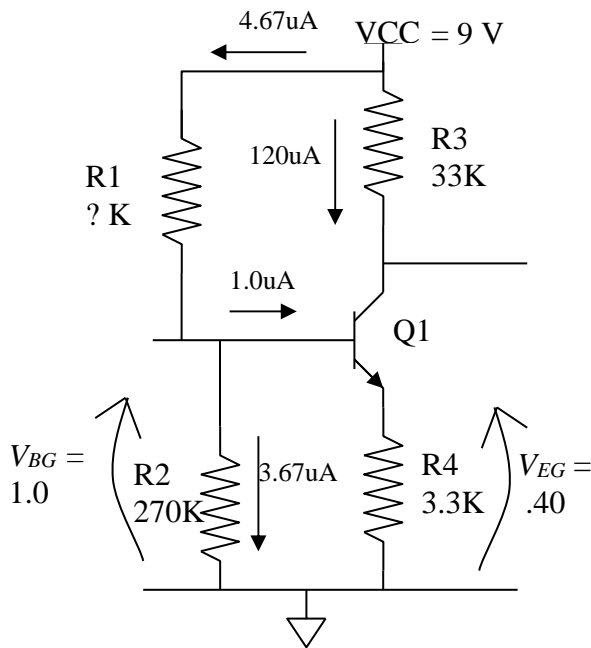 4.67uA
VCC = 9 V
R1
? K
120uA
R3
33K
1.0uA
Q1
VBG =
1.0
R2
270K
3.67uA
R4
3.3K
VEG =
.40